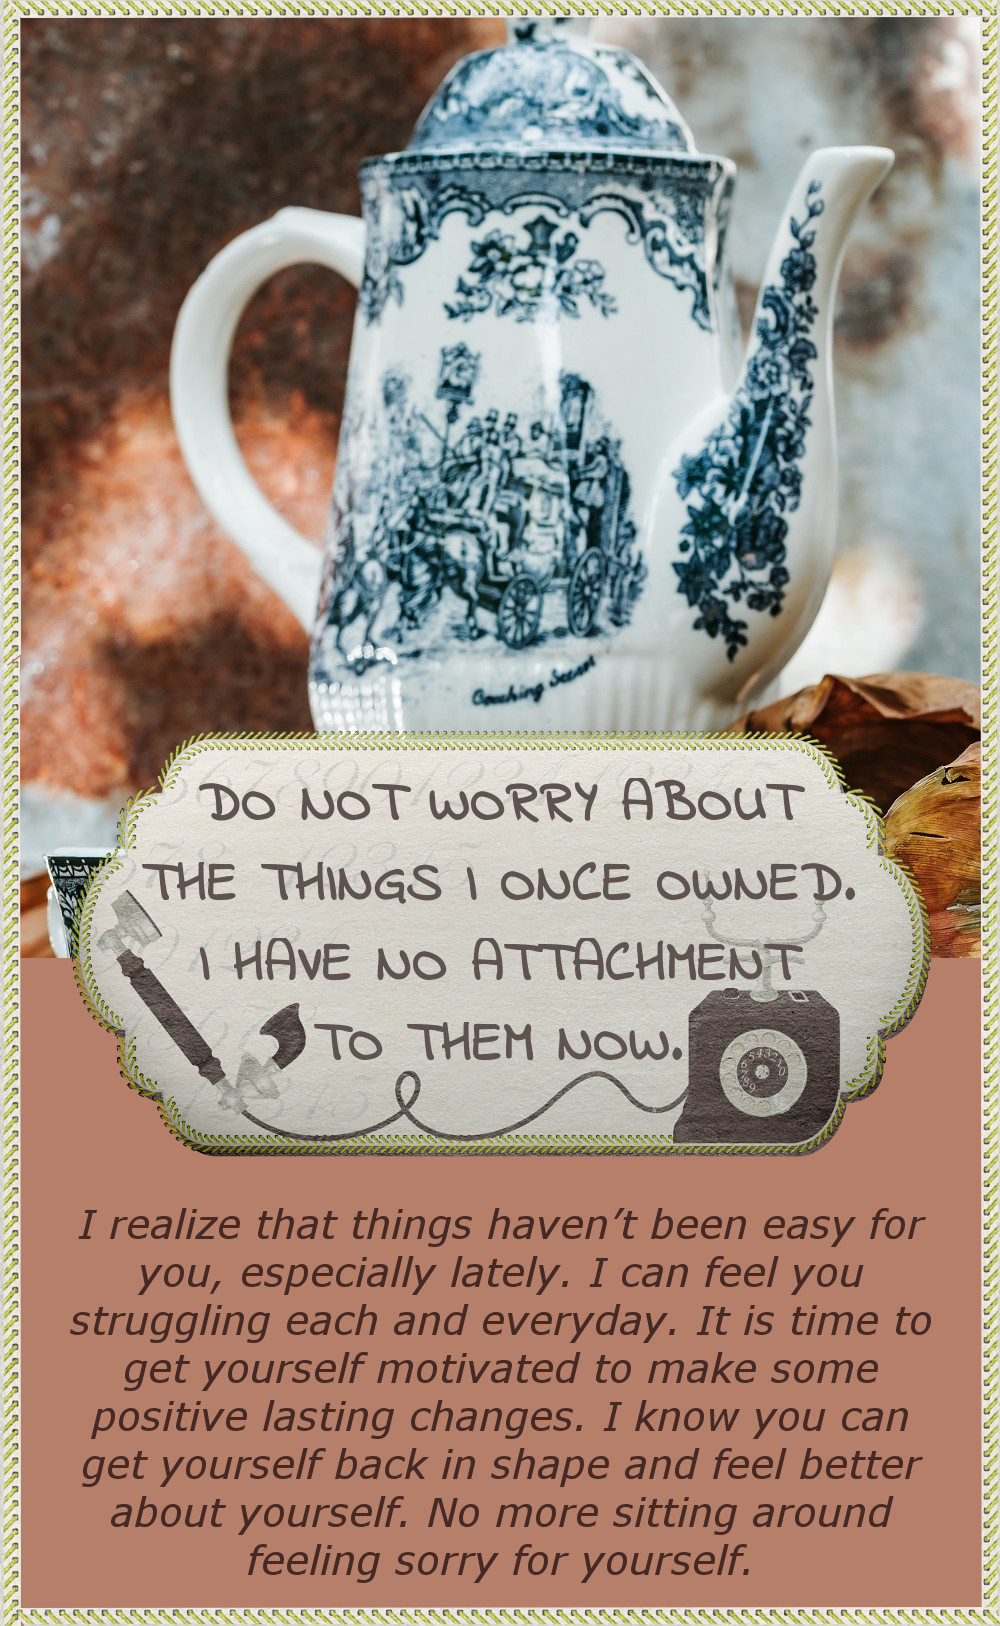 Coaching Scenes
DO NOT WORRY ABOUT
THE THINGS I ONCE OWNED.
I HAVE NO ATTACHMENT
TO THEM NOW.
I realize that things haven’t been easy for
you, especially lately. I can feel you
struggling each and everyday. It is time to
get yourself motivated to make some
positive lasting changes. I know you can
get yourself back in shape and feel better
about yourself. No more sitting around
feeling sorry for yourself.